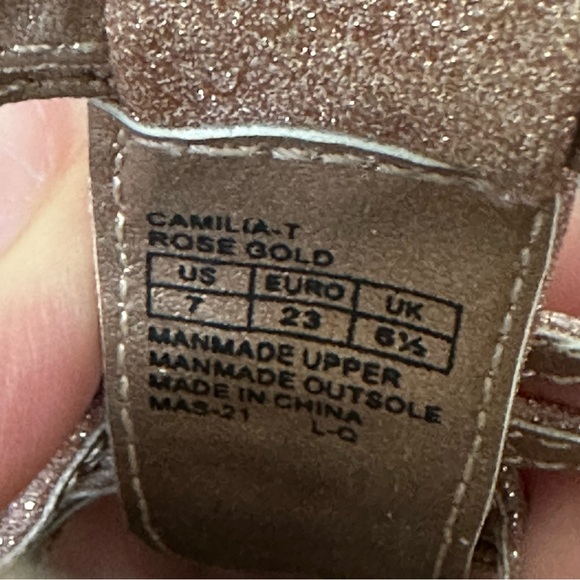 CAMILIA-T
ROSE GOLD
US EURO UK
7 23 6½
MANMADE UPPER
MANMADE OUTSOLE
MADE IN CHINA
MAS-21 L-Q